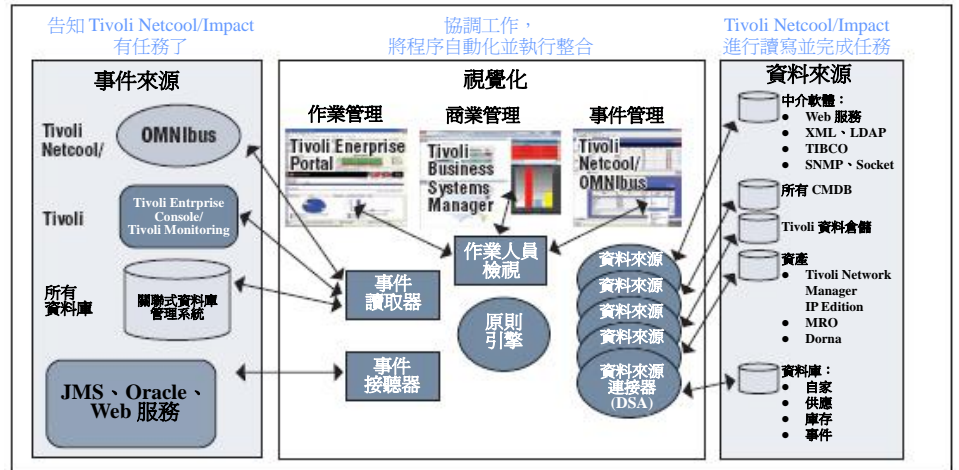 告知 Tivoli Netcool/Impact
有任務了
協調工作，
將程序自動化並執行整合
Tivoli Netcool/Impact
進行讀寫並完成任務
事件來源
Tivoli
Netcool/
OMNIbus
Tivoli
Tivoli Entrprise
Console/
Tivoli Monitoring
所有
資料庫
關聯式資料庫
管理系統
JMS、Oracle、
Web 服務
視覺化
作業管理
商業管理
事件管理
Tivoli Enerprise
Portal
Tivoli
Business
Systems
Manager
Tivoli
Netcool/
OMNIbus
作業人員
檢視
事件
讀取器
原則
引擎
事件
接聽器
資料來源
資料來源
資料來源
資料來源
資料來源
連接器
(DSA)
資料來源
中介軟體：
● Web 服務
● XML、LDAP
● TIBCO
● SNMP、Socket
所有 CMDB
Tivoli 資料倉儲
資產
● Tivoli Network
Manager
IP Edition
● MRO
● Dorna
資料庫：
● 自家
● 供應
● 庫存
● 事件